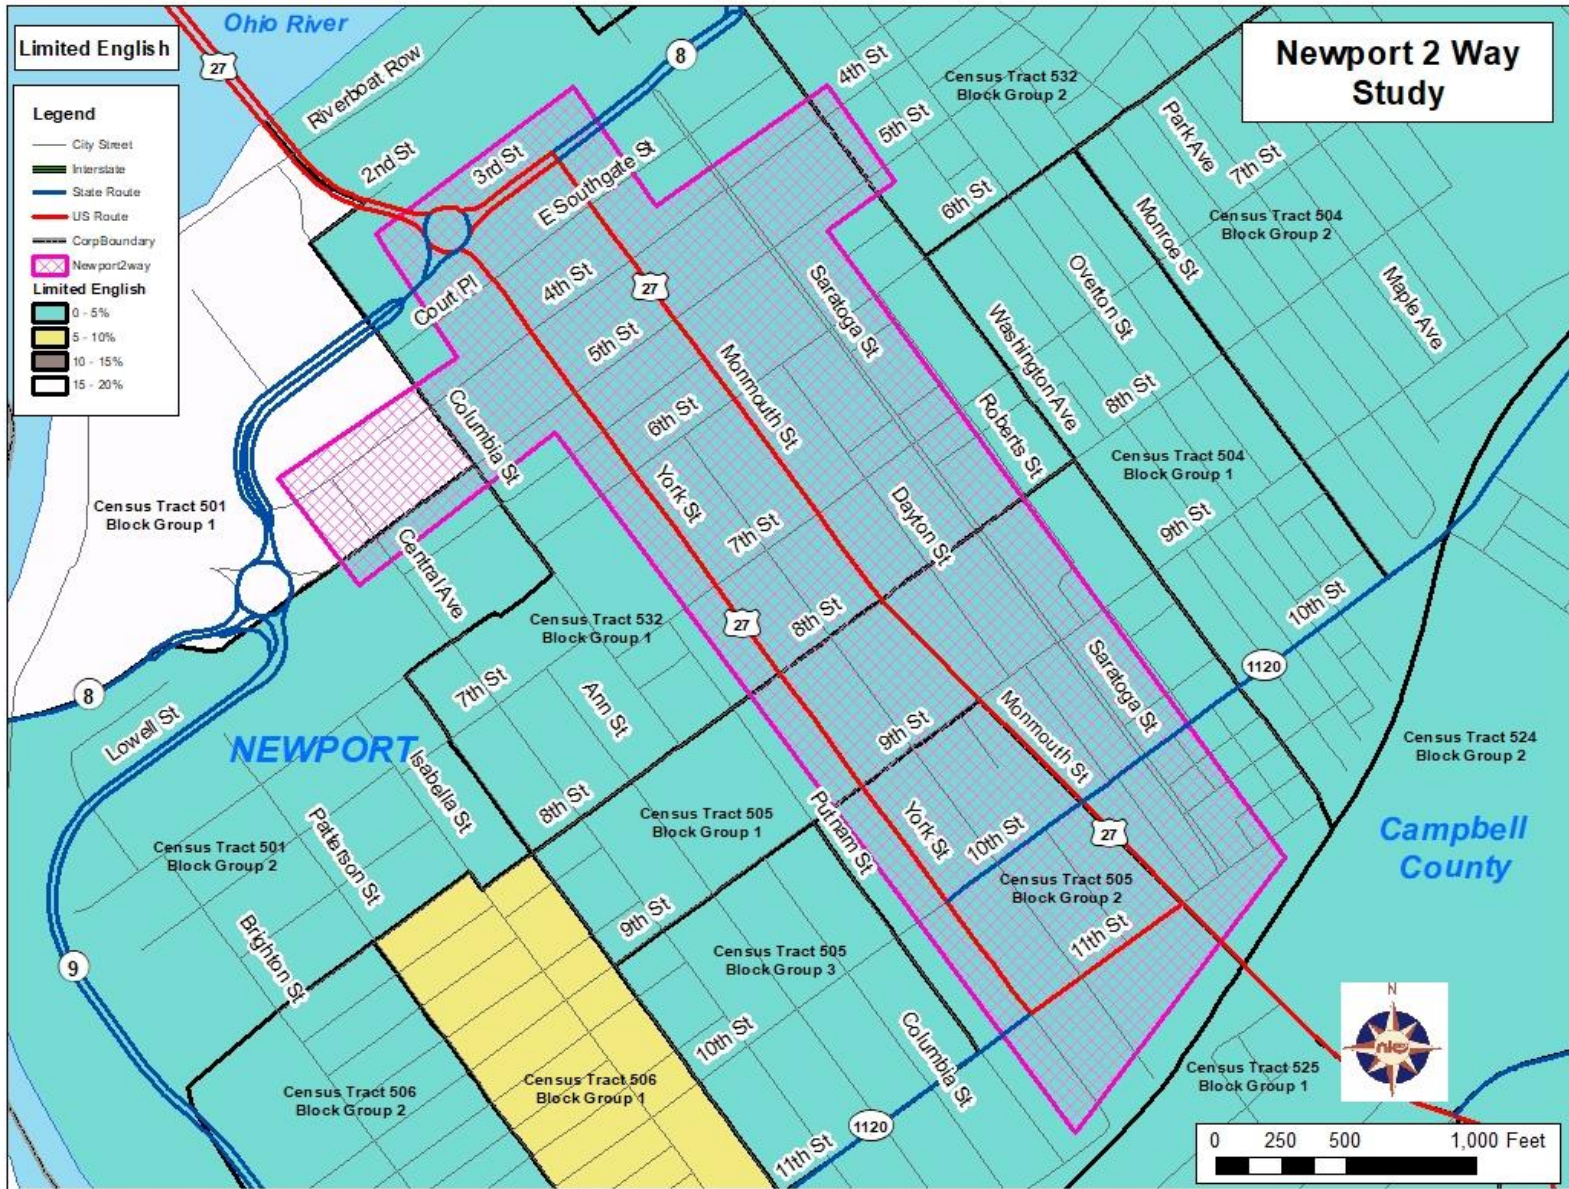 Ohio River
Limited English
27
8
Newport 2 Way
Study
Legend
City Street
Interstate
State Route
US Route
CorpBoundary
Newport2way
Limited English
0 - 5%
5 - 10%
10 - 15%
15 - 20%
Riverboat Row
2nd St
3rd St
E Southgate St
4th St
5th St
Census Tract 532
Block Group 2
Park Ave
7th St
6th St
Monroe St
Census Tract 504
Block Group 2
Court Pl
4th St
27
Saratoga St
Overton St
Maple Ave
5th St
Washington Ave
Monmouth St
8th St
Columbia St
6th St
Roberts St
Census Tract 504
Block Group 1
Census Tract 501
Block Group 1
York St
Dayton St
9th St
7th St
Central Ave
10th St
Census Tract 532
Block Group 1
27
8th St
1120
8
7th St
Ann St
Saratoga St
Lowell St
NEWPORT
9th St
Monmouth St
Census Tract 524
Block Group 2
Isabella St
8th St
Census Tract 505
Block Group 1
Putnam St
York St
10th St
27
Campbell
County
Census Tract 501
Block Group 2
Patterson St
Census Tract 505
Block Group 2
9th St
11th St
Brighton St
9
Census Tract 505
Block Group 3
N
nkapc
10th St
Columbia St
Census Tract 506
Block Group 2
Census Tract 506
Block Group 1
Census Tract 525
Block Group 1
1120
11th St
0 250 500 1,000 Feet